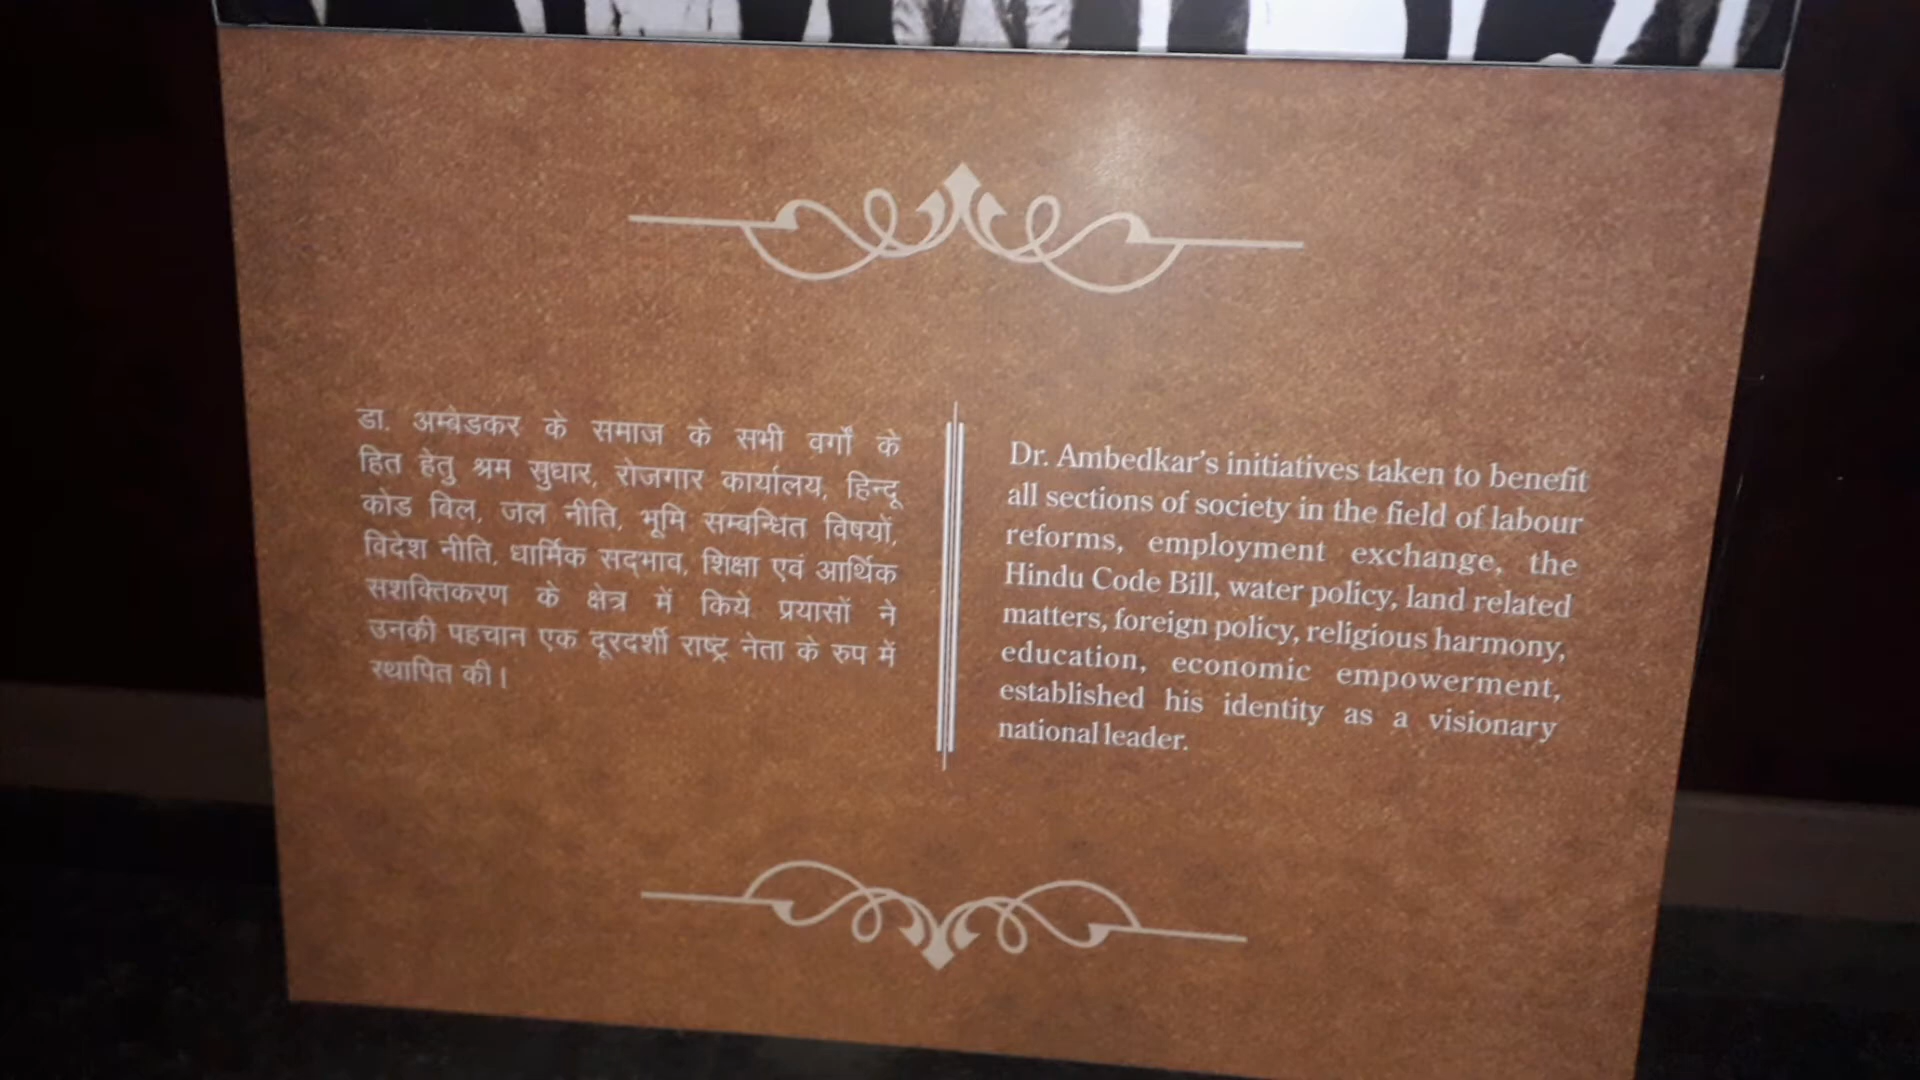 डा. अम्बेडकर के समाज के सभी वर्गों के
हित हेतु श्रम सुधार, रोजगार कार्यालय, हिन्दू
कोड बिल, जल नीति, भूमि सम्बन्धित विषयों,
विदेश नीति, धार्मिक सद्भाव, शिक्षा एवं आर्थिक
सशक्तिकरण के क्षेत्र में किये प्रयासों ने
उनकी पहचान एक दूरदर्शी राष्ट्र नेता के रुप में
स्थापित की।
Dr. Ambedkar's initiatives taken to benefit
all sections of society in the field of labour
reforms, employment exchange, the
Hindu Code Bill, water policy, land related
matters, foreign policy, religious harmony,
education, economic empowerment,
established his identity as a visionary
national leader.